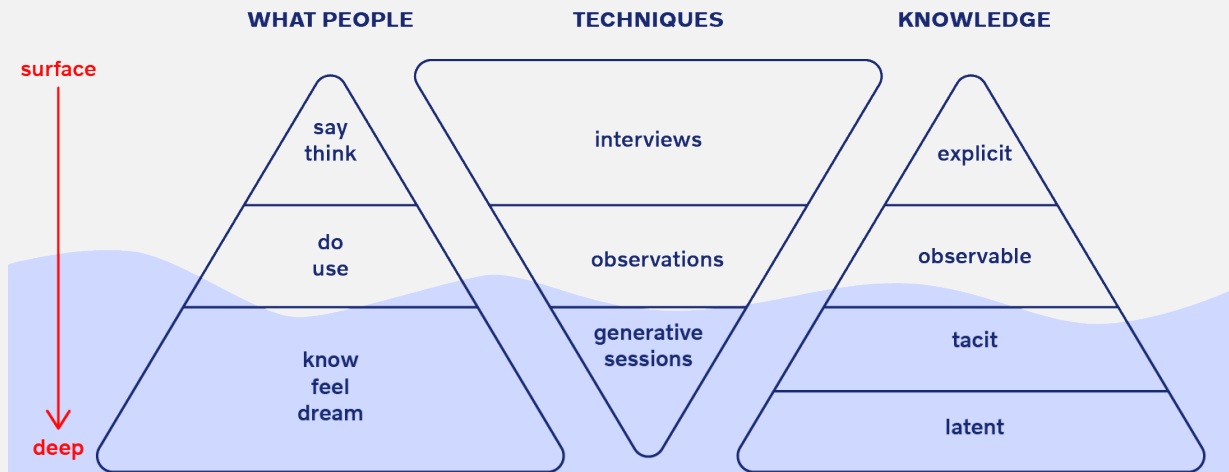 WHAT PEOPLE
TECHNIQUES
KNOWLEDGE
surface
say
think
interviews
explicit
do
use
observations
observable
know
feel
dream
generative
sessions
tacit
latent
deep